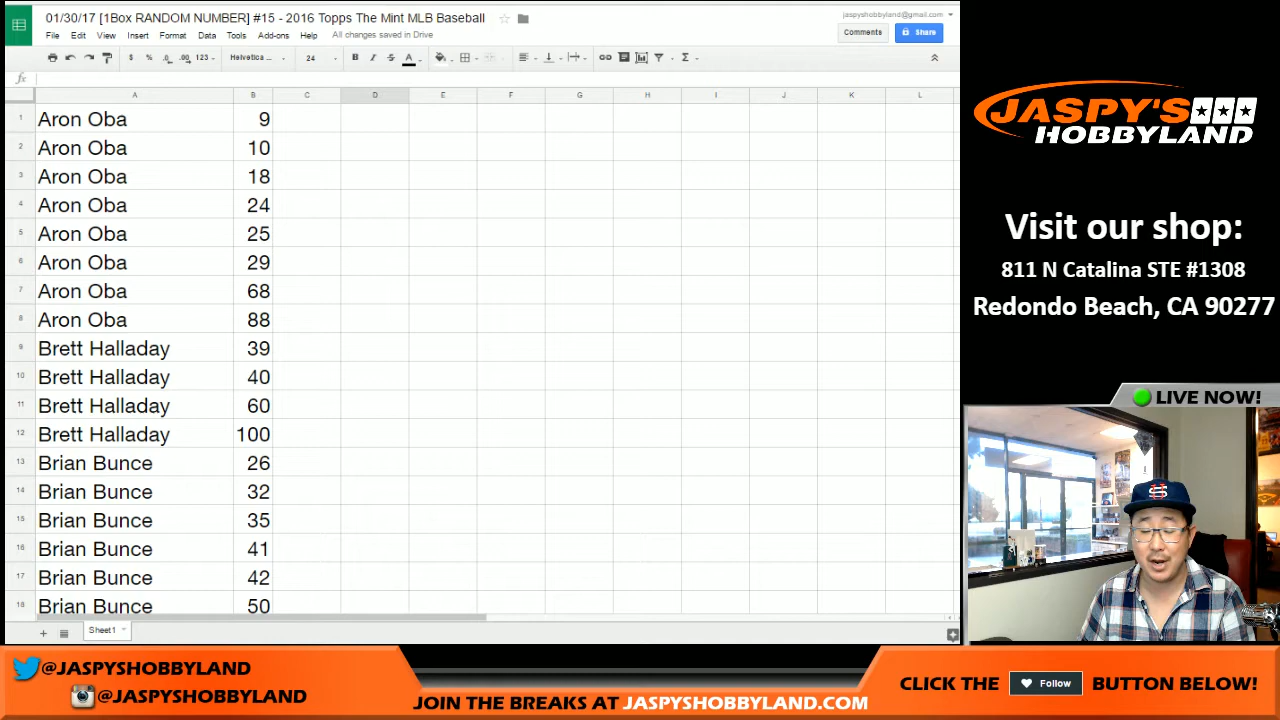 01/30/17 [1Box RANDOM NUMBER] #15 - 2016 Topps The Mint MLB Baseball
jaspyshobbyland@gmail.com
File Edit View Insert Format Data Tools Add-ons Help All changes saved in Drive
Comments Share
$ % .0 .00 123 Helvetica ... 24 B I S A
fx
A B C D E F G H I J K L
1 Aron Oba 9
2 Aron Oba 10
3 Aron Oba 18
4 Aron Oba 24
5 Aron Oba 25
6 Aron Oba 29
7 Aron Oba 68
8 Aron Oba 88
9 Brett Halladay 39
10 Brett Halladay 40
11 Brett Halladay 60
12 Brett Halladay 100
13 Brian Bunce 26
14 Brian Bunce 32
15 Brian Bunce 35
16 Brian Bunce 41
17 Brian Bunce 42
18 Brian Bunce 50
Sheet1
JASPY'S
HOBBYLAND
Visit our shop:
811 N Catalina STE #1308
Redondo Beach, CA 90277
LIVE NOW!
@JASPYSHOBBYLAND
@JASPYSHOBBYLAND
JOIN THE BREAKS AT JASPYSHOBBYLAND.COM
CLICK THE Follow BUTTON BELOW!